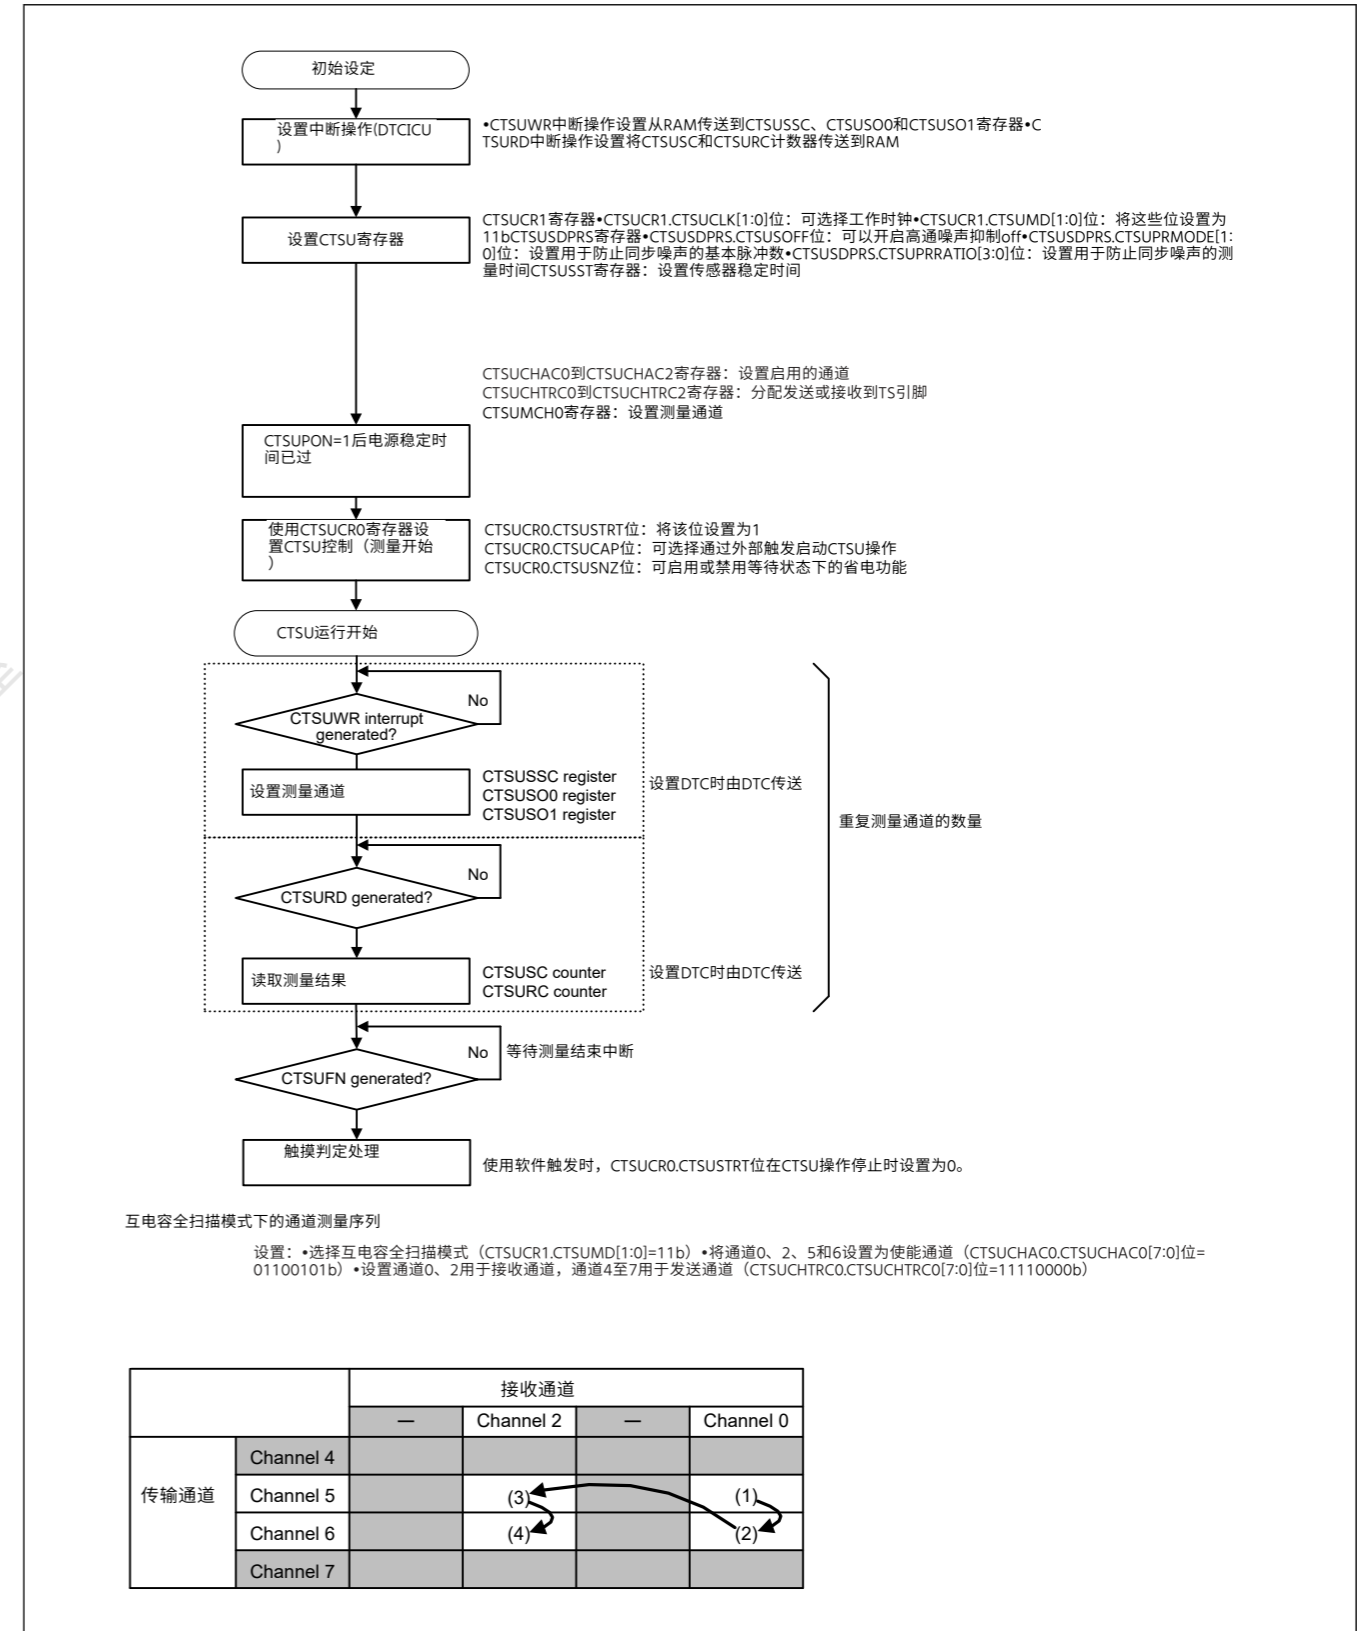 初始设定
设置中断操作(DTCICU
)
•CTSUWR中断操作设置从RAM传送到CTSUSSC、CTSUSO0和CTSUSO1寄存器•C
TSURD中断操作设置将CTSUSC和CTSURC计数器传送到RAM
设置CTSU寄存器
CTSUCR1寄存器•CTSUCR1.CTSUCLK[1:0]位：可选择工作时钟•CTSUCR1.CTSUMD[1:0]位：将这些位设置为
11bCTSUSDPRS寄存器•CTSUSDPRS.CTSUSOFF位：可以开启高通噪声抑制off•CTSUSDPRS.CTSUPRMODE[1:
0]位：设置用于防止同步噪声的基本脉冲数•CTSUSDPRS.CTSUPRRATIO[3:0]位：设置用于防止同步噪声的测
量时间CTSUSST寄存器：设置传感器稳定时间
CTSUCHAC0到CTSUCHAC2寄存器：设置启用的通道
CTSUCHTRC0到CTSUCHTRC2寄存器：分配发送或接收到TS引脚
CTSUMCH0寄存器：设置测量通道
CTSUPON=1后电源稳定时
间已过
使用CTSUCR0寄存器设
置CTSU控制（测量开始
）
CTSUCR0.CTSUSTRT位：将该位设置为1
CTSUCR0.CTSUCAP位：可选择通过外部触发启动CTSU操作
CTSUCR0.CTSUSNZ位：可启用或禁用等待状态下的省电功能
CTSU运行开始
No
CTSUWR interrupt
generated?
设置测量通道
CTSUSSC register
CTSUSO0 register
CTSUSO1 register
设置DTC时由DTC传送
重复测量通道的数量
No
CTSURD generated?
读取测量结果
CTSUSC counter
CTSURC counter
设置DTC时由DTC传送
No
等待测量结束中断
CTSUFN generated?
触摸判定处理
使用软件触发时，CTSUCR0.CTSUSTRT位在CTSU操作停止时设置为0。
互电容全扫描模式下的通道测量序列
设置：•选择互电容全扫描模式（CTSUCR1.CTSUMD[1:0]=11b）•将通道0、2、5和6设置为使能通道（CTSUCHAC0.CTSUCHAC0[7:0]位=
01100101b）•设置通道0、2用于接收通道，通道4至7用于发送通道（CTSUCHTRC0.CTSUCHTRC0[7:0]位=11110000b）
接收通道
— Channel 2 — Channel 0
Channel 4
传输通道 Channel 5 (3) (1)
Channel 6 (4) (2)
Channel 7